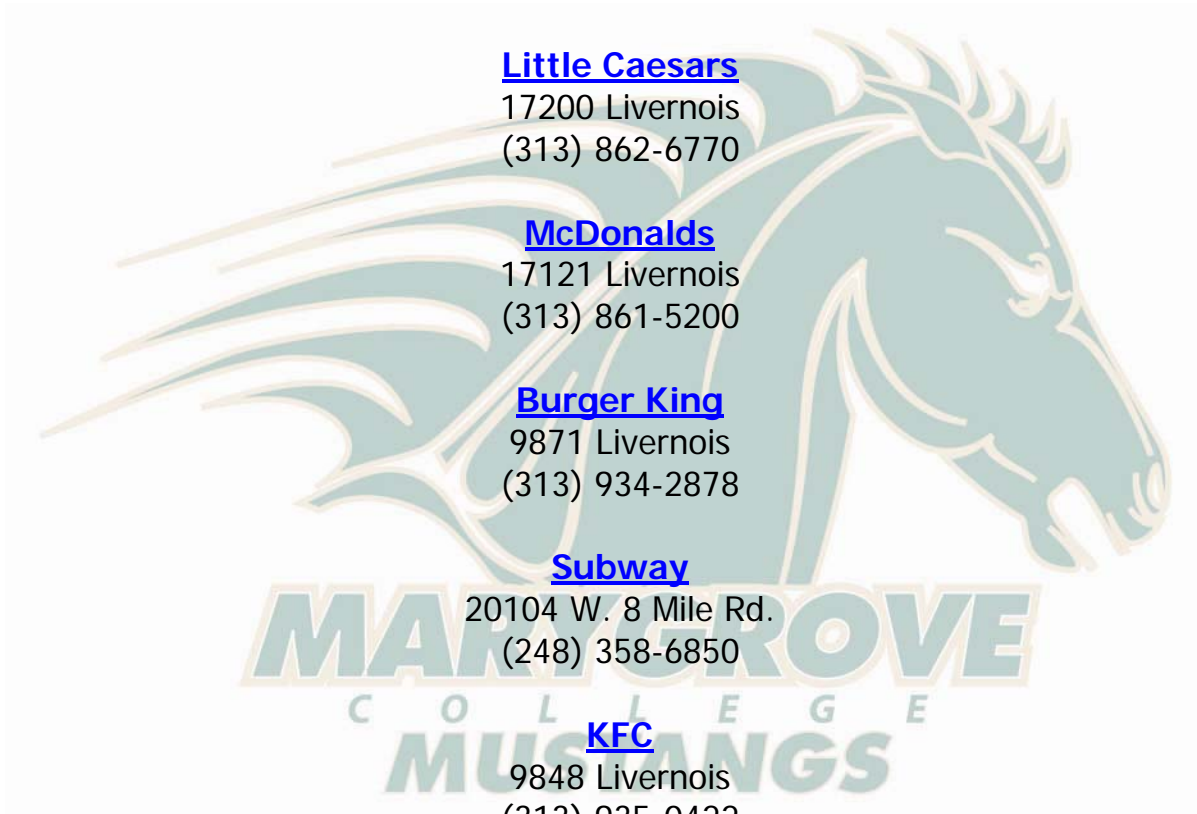 Little Caesars
17200 Livernois
(313) 862-6770
McDonalds
17121 Livernois
(313) 861-5200
Burger King
9871 Livernois
(313) 934-2878
Subway
20104 W. 8 Mile Rd.
(248) 358-6850
MARYGROVE
COLLEGE
KFC
MUSTANGS
9848 Livernois